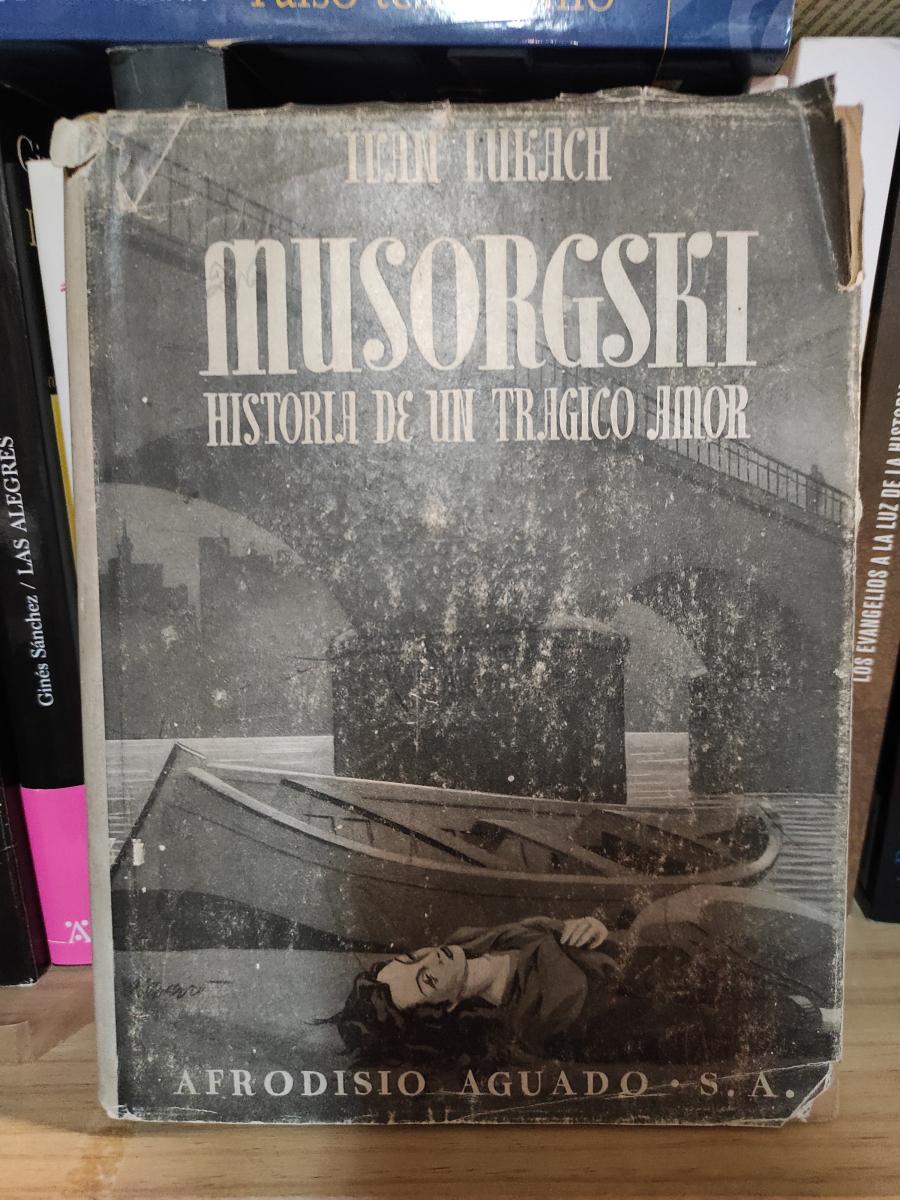 IVAN LUKACH
MUSORGSKI
HISTORIA DE UN TRAGICO AMOR
AFRODISIO AGUADO · S. A.
Ginés Sánchez / LAS ALEGRES
LOS EVANGELIOS A LA LUZ DE LA HISTORIA